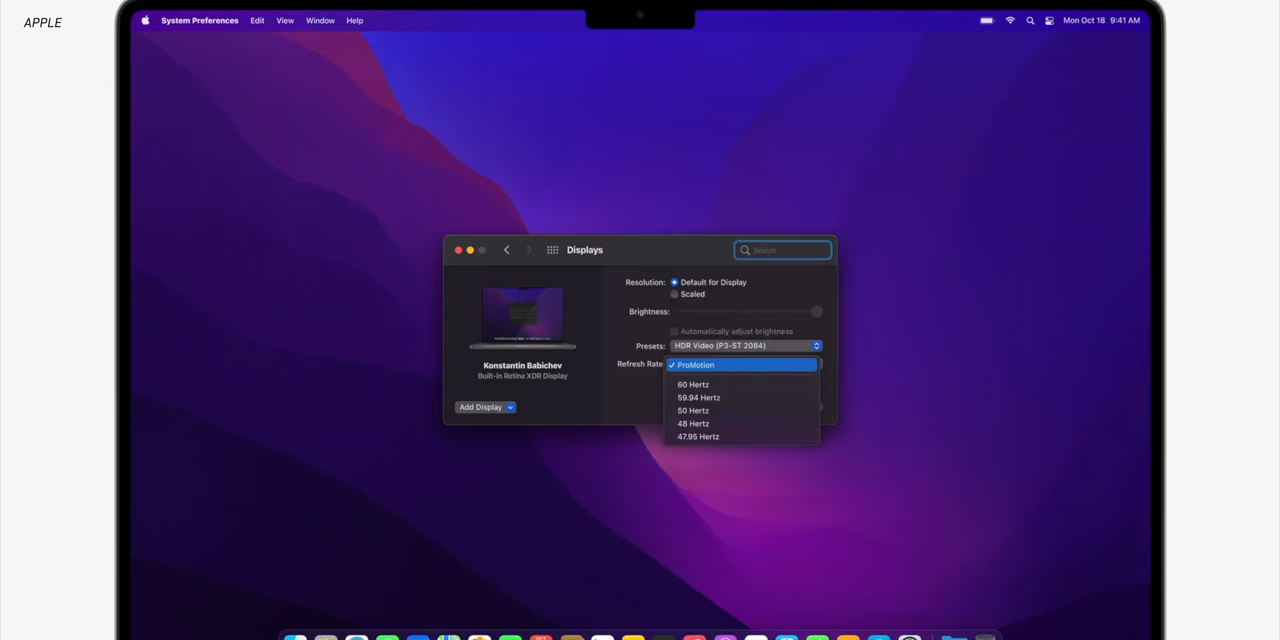 APPLE
System Preferences Edit View Window Help
Mon Oct 18 9:41 AM
Displays
Search
Resolution: Default for Display
Scaled
Brightness:
Automatically adjust brightness
Presets: HDR Video (P3-ST 2084)
Konstantin Babichev
Refresh Rate ProMotion
Built-in Retina XDR Display
60 Hertz
59.94 Hertz
Add Display
50 Hertz
48 Hertz
47.95 Hertz